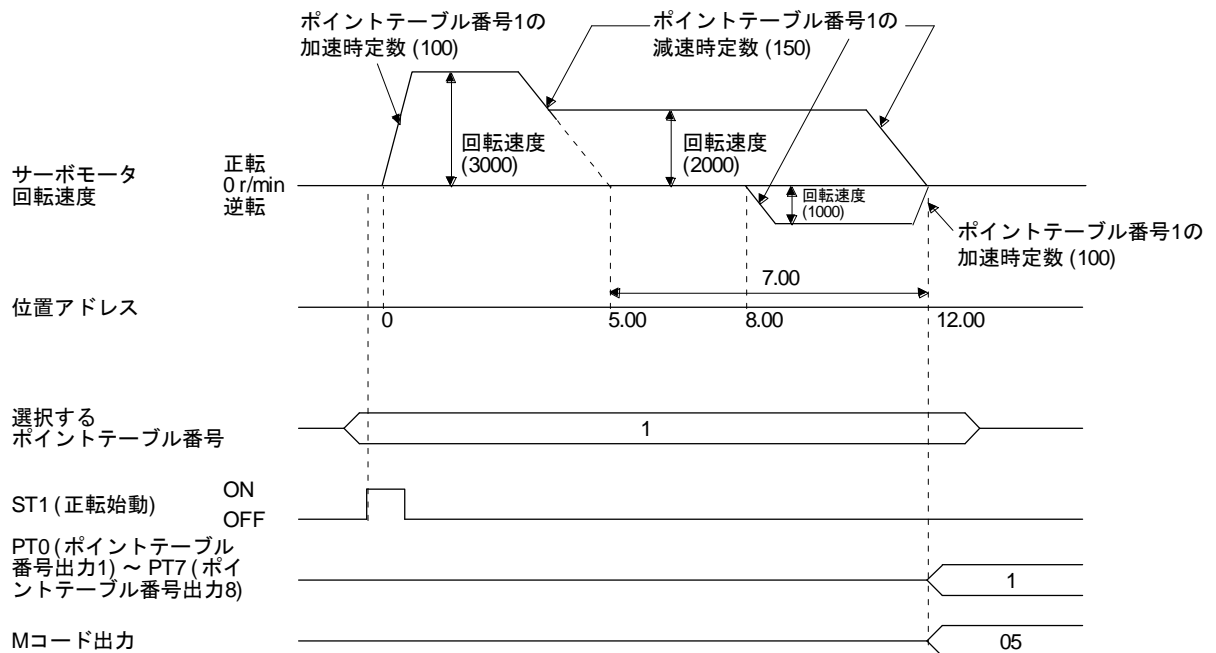 ポイントテーブル番号1の
加速時定数 (100)
ポイントテーブル番号1の
減速時定数 (150)
サーボモータ
回転速度
正転
0 r/min
逆転
回転速度
(3000)
回転速度
(2000)
回転速度
(1000)
ポイントテーブル番号1の
加速時定数 (100)
7.00
位置アドレス
0
5.00
8.00
12.00
選択する
ポイントテーブル番号
1
ST1 (正転始動)
ON
OFF
PT0 (ポイントテーブル
番号出力1) ～ PT7 (ポイ
ントテーブル番号出力8)
1
Mコード出力
05